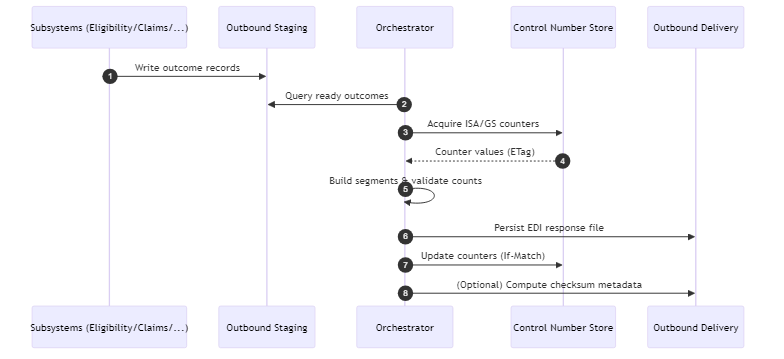 Subsystems (Eligibility/Claims/...)
Outbound Staging
Orchestrator
Control Number Store
Outbound Delivery
1
Write outcome records
Query ready outcomes
2
3
Acquire ISA/GS counters
Counter values (ETag)
4
Build segments & validate counts
5
6
Persist EDI response file
7
Update counters (If-Match)
8
(Optional) Compute checksum metadata
Subsystems (Eligibility/Claims/...)
Outbound Staging
Orchestrator
Control Number Store
Outbound Delivery